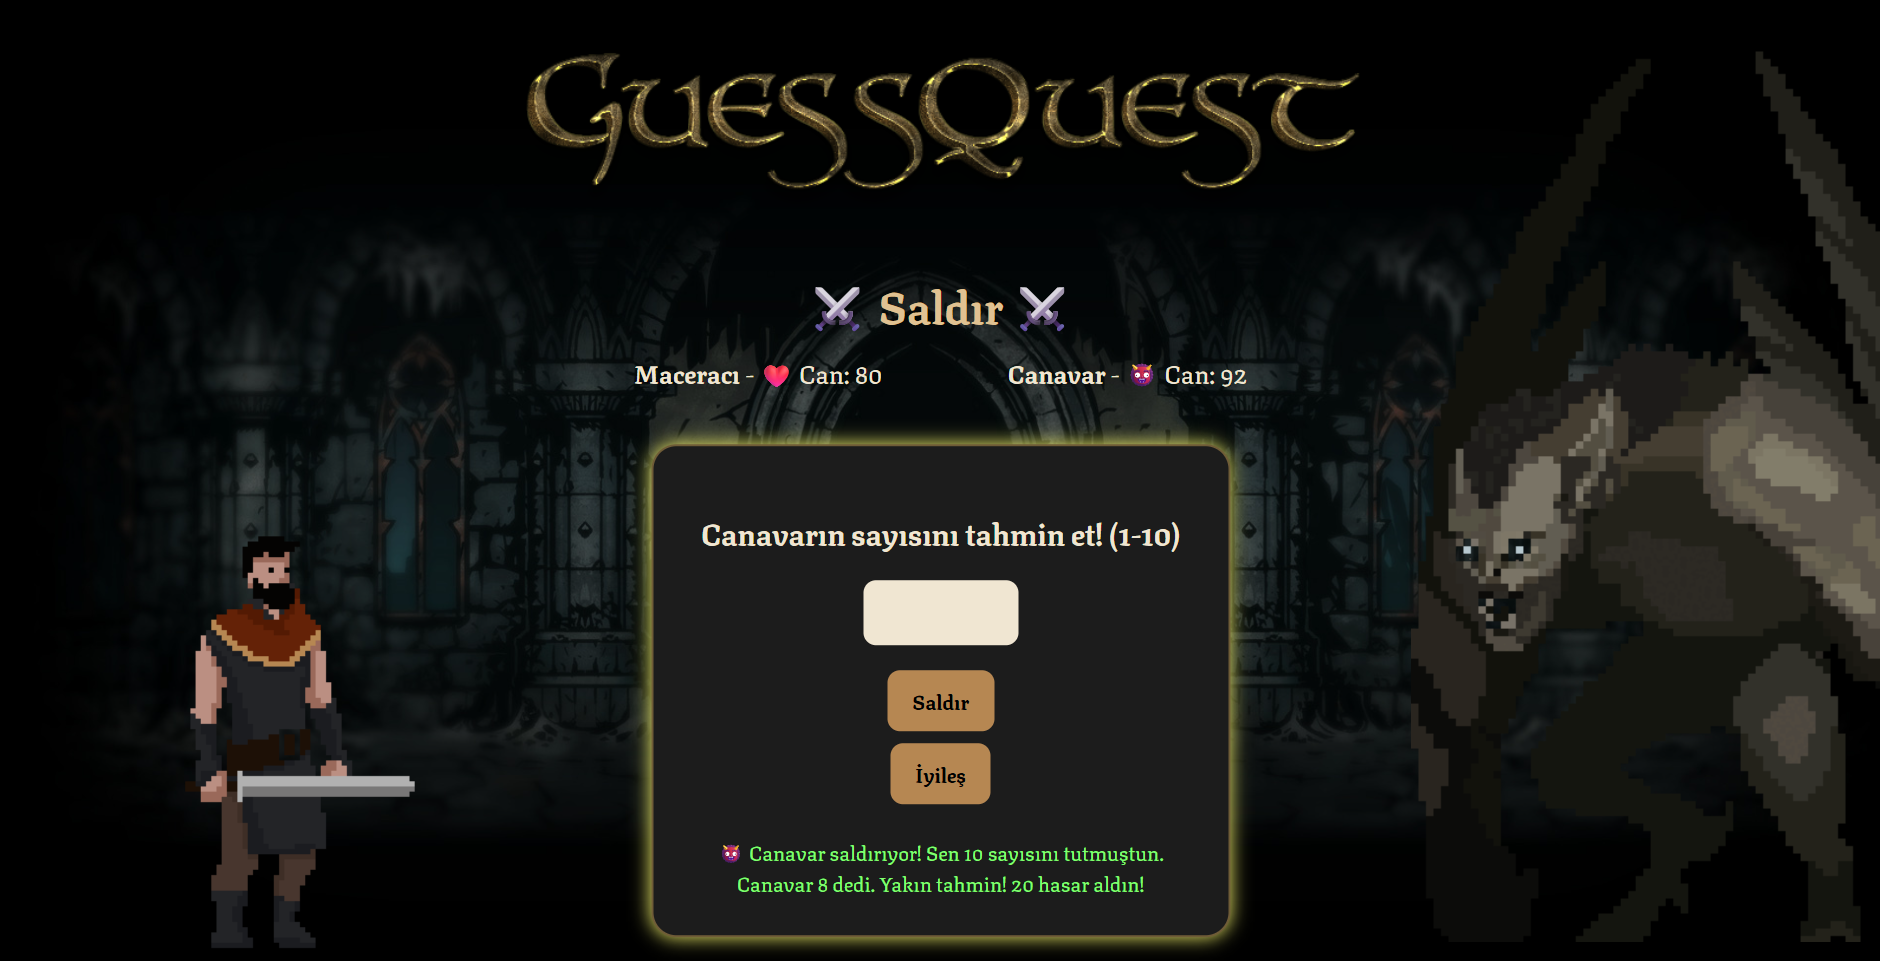 GuessQuest
⚔️ Saldır ⚔️
Maceracı - ❤️ Can: 80
Canavar - 👿 Can: 92
Canavarın sayısını tahmin et! (1-10)
Saldır
İyileş
👿 Canavar saldırıyor! Sen 10 sayısını tutmuştun.
Canavar 8 dedi. Yakın tahmin! 20 hasar aldın!